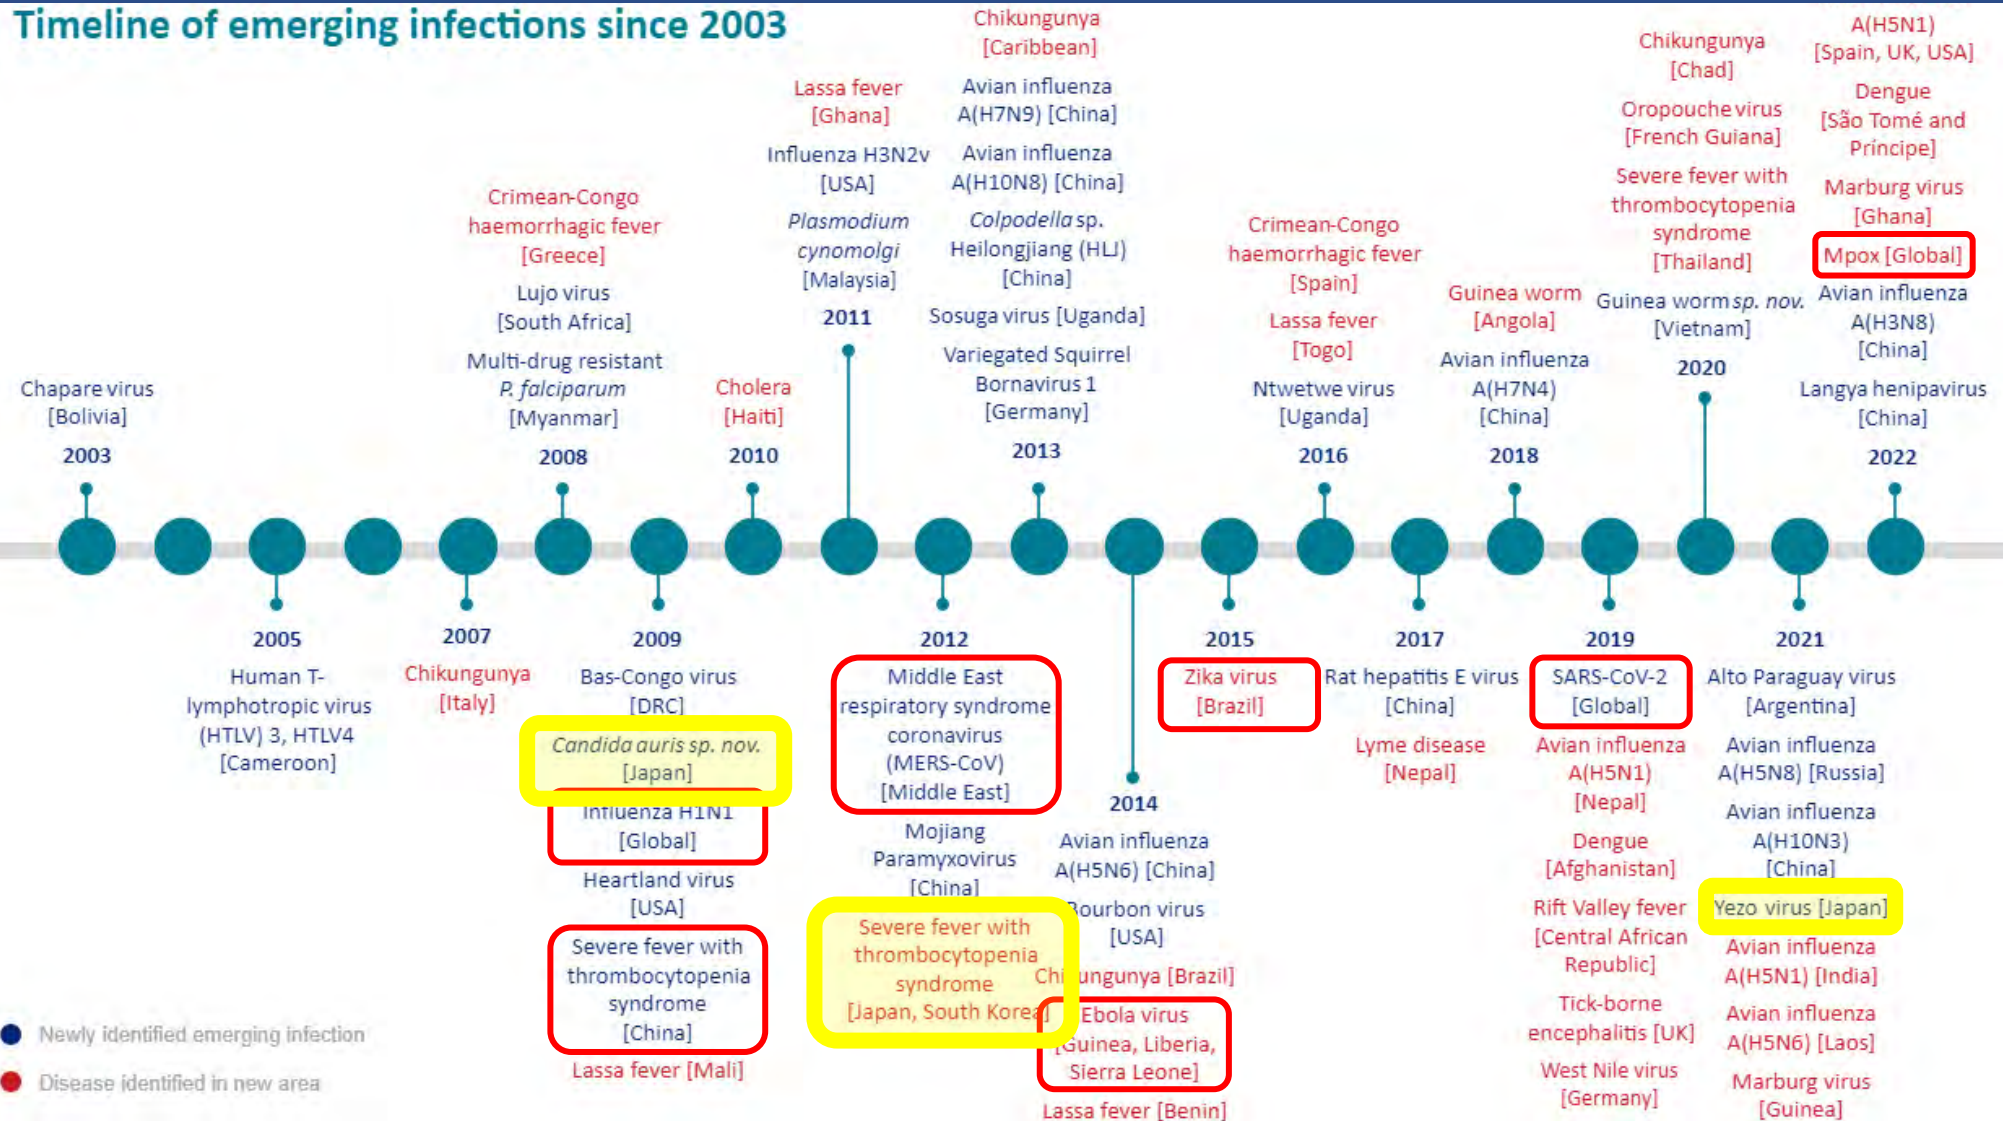 Timeline of emerging infections since 2003
Chapare virus
[Bolivia]
2003
Human T-
lymphotropic virus
(HTLV) 3, HTLV4
[Cameroon]
2005
Chikungunya
[Italy]
2007
Crimean-Congo
haemorrhagic fever
[Greece]
Lujo virus
[South Africa]
Multi-drug resistant
P. falciparum
[Myanmar]
2008
2009
Bas-Congo virus
[DRC]
Candida auris sp. nov.
[Japan]
Influenza H1N1
[Global]
Heartland virus
[USA]
Severe fever with
thrombocytopenia
syndrome
[China]
Lassa fever [Mali]
Cholera
[Haiti]
2010
Lassa fever
[Ghana]
Influenza H3N2v
[USA]
Plasmodium
cynomolgi
[Malaysia]
2011
2012
Middle East
respiratory syndrome
coronavirus
(MERS-CoV)
[Middle East]
Mojiang
Paramyxovirus
[China]
Severe fever with
thrombocytopenia
syndrome
[Japan, South Korea]
Chikungunya
[Caribbean]
Avian influenza
A(H7N9) [China]
Avian influenza
A(H10N8) [China]
Colpodella sp.
Heilongjiang (HLJ)
[China]
Sosuga virus [Uganda]
Variegated Squirrel
Bornavirus 1
[Germany]
2013
2014
Avian influenza
A(H5N6) [China]
Bourbon virus
[USA]
Chikungunya [Brazil]
Ebola virus
[Guinea, Liberia,
Sierra Leone]
Lassa fever [Benin]
2015
Zika virus
[Brazil]
Crimean-Congo
haemorrhagic fever
[Spain]
Lassa fever
[Togo]
Ntwetwe virus
[Uganda]
2016
2017
Rat hepatitis E virus
[China]
Lyme disease
[Nepal]
Guinea worm
[Angola]
Avian influenza
A(H7N4)
[China]
2018
2019
SARS-CoV-2
[Global]
Avian influenza
A(H5N1)
[Nepal]
Dengue
[Afghanistan]
Rift Valley fever
[Central African
Republic]
Tick-borne
encephalitis [UK]
West Nile virus
[Germany]
Chikungunya
[Chad]
Oropouche virus
[French Guiana]
Severe fever with
thrombocytopenia
syndrome
[Thailand]
Guinea worm sp. nov.
[Vietnam]
2020
2021
Alto Paraguay virus
[Argentina]
Avian influenza
A(H5N8) [Russia]
Avian influenza
A(H10N3)
[China]
Yezo virus [Japan]
Avian influenza
A(H5N1) [India]
Avian influenza
A(H5N6) [Laos]
Marburg virus
[Guinea]
A(H5N1)
[Spain, UK, USA]
Dengue
[São Tomé and
Príncipe]
Marburg virus
[Ghana]
Mpox [Global]
Avian influenza
A(H3N8)
[China]
Langya henipavirus
[China]
2022
Newly identified emerging infection
Disease identified in new area